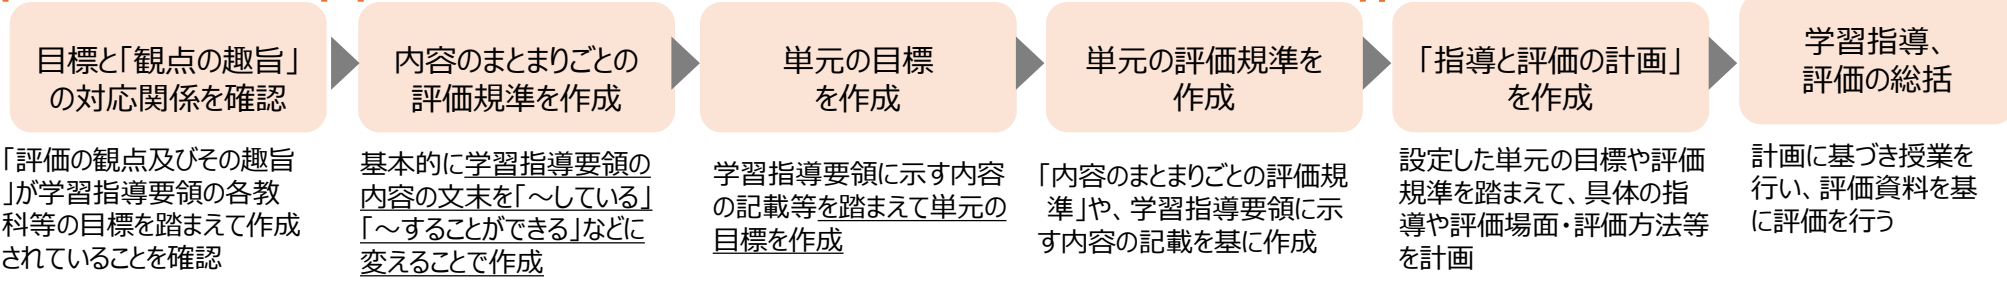 目標と「観点の趣旨」
の対応関係を確認
「評価の観点及びその趣旨
」が学習指導要領の各教
科等の目標を踏まえて作成
されていることを確認
内容のまとまりごとの
評価規準を作成
基本的に学習指導要領の
内容の文末を「～している」
「～することができる」などに
変えることで作成
単元の目標
を作成
学習指導要領に示す内容
の記載等を踏まえて単元の
目標を作成
単元の評価規準を
作成
「内容のまとまりごとの評価規
準」や、学習指導要領に示
す内容の記載を基に作成
「指導と評価の計画」
を作成
設定した単元の目標や評価
規準を踏まえて、具体の指
導や評価場面・評価方法等
を計画
学習指導、
評価の総括
計画に基づき授業を
行い、評価資料を基
に評価を行う